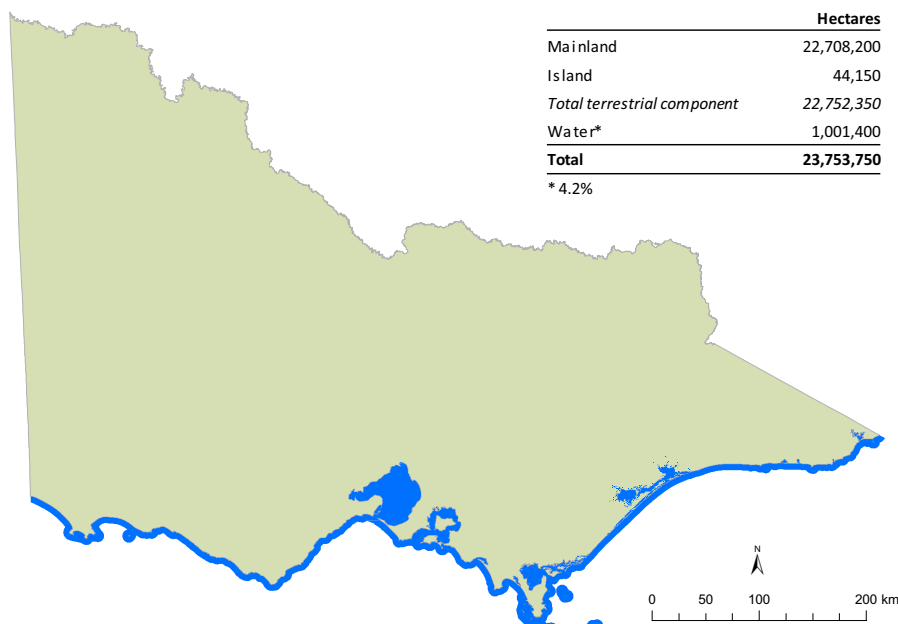 Hectares
Mainland 22,708,200
Island 44,150
Total terrestrial component 22,752,350
Water* 1,001,400
Total 23,753,750
* 4.2%
N
0 50 100 200 km